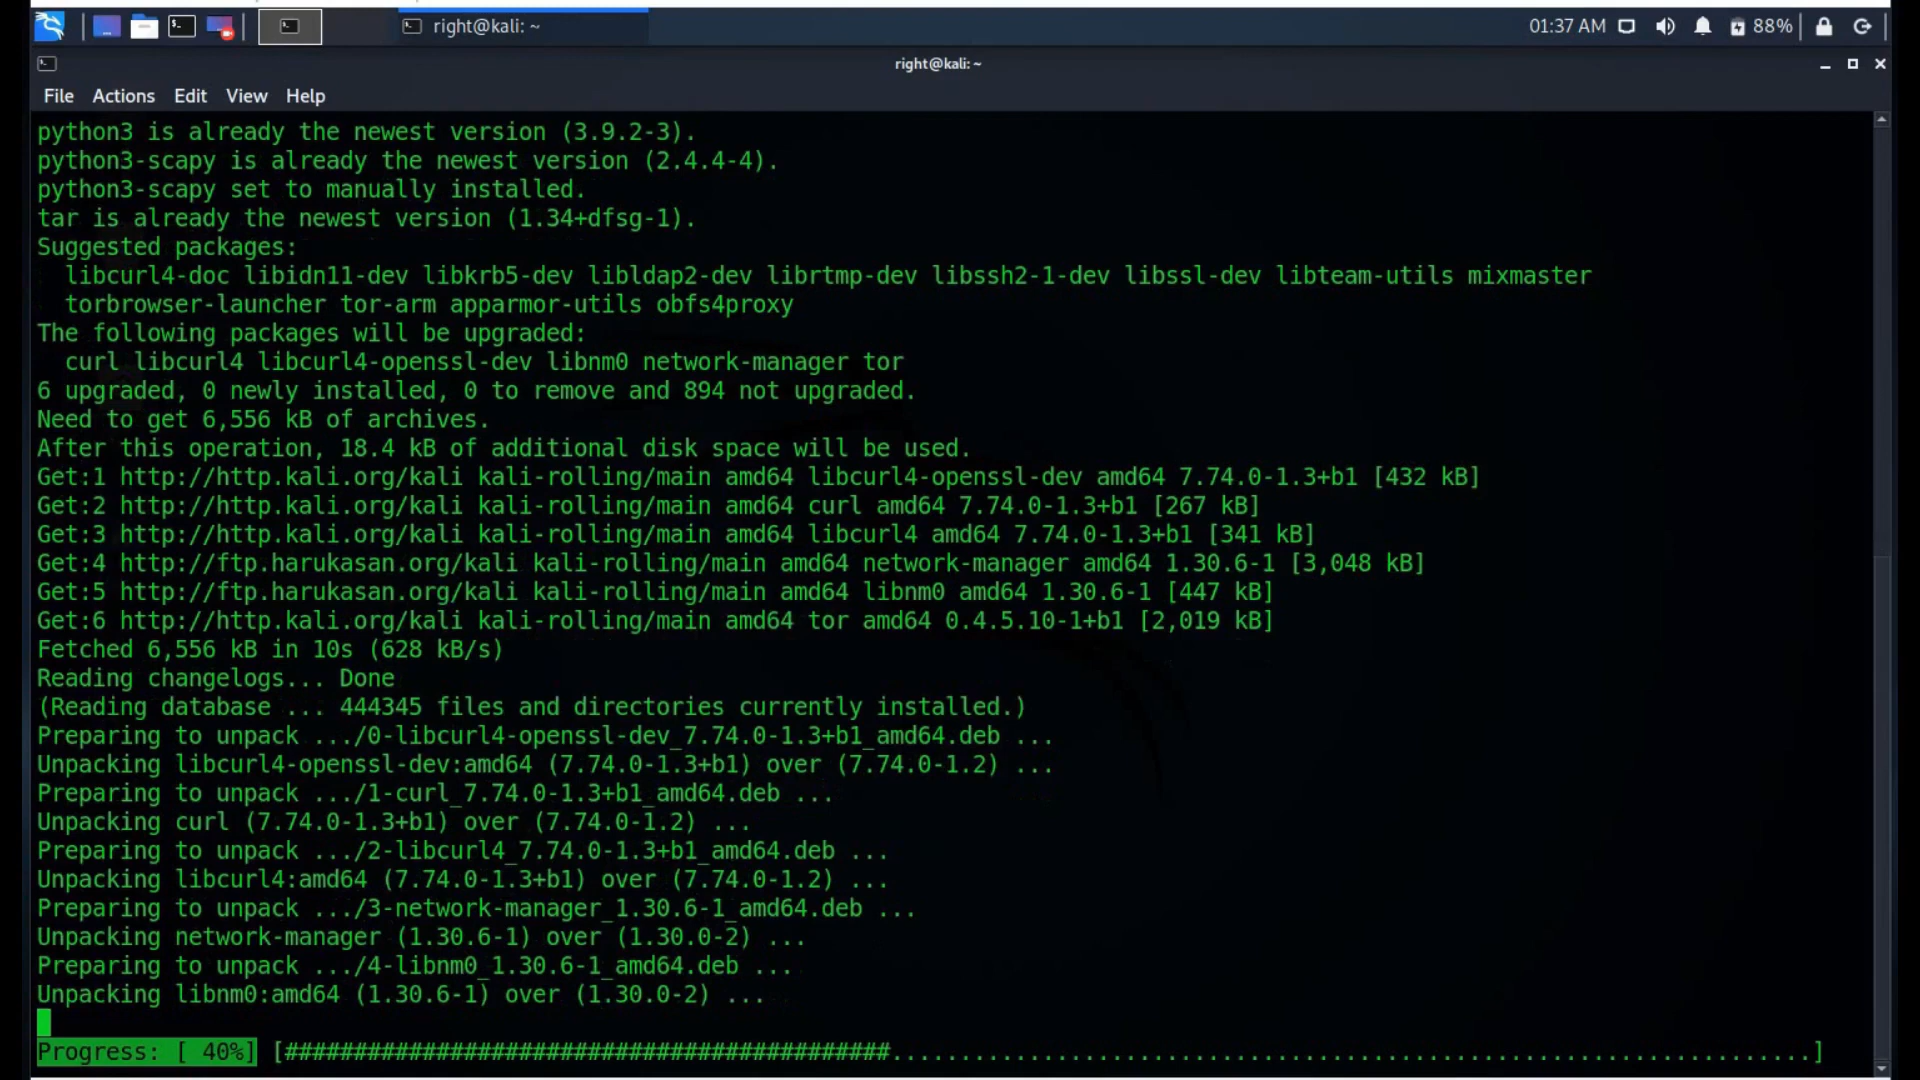 right@kali: ~
01:37 AM
88%
right@kali: ~
File Actions Edit View Help
python3 is already the newest version (3.9.2-3).
python3-scapy is already the newest version (2.4.4-4).
python3-scapy set to manually installed.
tar is already the newest version (1.34+dfsg-1).
Suggested packages:
  libcurl4-doc libidn11-dev libkrb5-dev libldap2-dev librtmp-dev libssh2-1-dev libssl-dev libteam-utils mixmaster
  torbrowser-launcher tor-arm apparmor-utils obfs4proxy
The following packages will be upgraded:
  curl libcurl4 libcurl4-openssl-dev libnm0 network-manager tor
6 upgraded, 0 newly installed, 0 to remove and 894 not upgraded.
Need to get 6,556 kB of archives.
After this operation, 18.4 kB of additional disk space will be used.
Get:1 http://http.kali.org/kali kali-rolling/main amd64 libcurl4-openssl-dev amd64 7.74.0-1.3+b1 [432 kB]
Get:2 http://http.kali.org/kali kali-rolling/main amd64 curl amd64 7.74.0-1.3+b1 [267 kB]
Get:3 http://http.kali.org/kali kali-rolling/main amd64 libcurl4 amd64 7.74.0-1.3+b1 [341 kB]
Get:4 http://ftp.harukasan.org/kali kali-rolling/main amd64 network-manager amd64 1.30.6-1 [3,048 kB]
Get:5 http://ftp.harukasan.org/kali kali-rolling/main amd64 libnm0 amd64 1.30.6-1 [447 kB]
Get:6 http://http.kali.org/kali kali-rolling/main amd64 tor amd64 0.4.5.10-1+b1 [2,019 kB]
Fetched 6,556 kB in 10s (628 kB/s)
Reading changelogs... Done
(Reading database ... 444345 files and directories currently installed.)
Preparing to unpack .../0-libcurl4-openssl-dev_7.74.0-1.3+b1_amd64.deb ...
Unpacking libcurl4-openssl-dev:amd64 (7.74.0-1.3+b1) over (7.74.0-1.2) ...
Preparing to unpack .../1-curl_7.74.0-1.3+b1_amd64.deb ...
Unpacking curl (7.74.0-1.3+b1) over (7.74.0-1.2) ...
Preparing to unpack .../2-libcurl4_7.74.0-1.3+b1_amd64.deb ...
Unpacking libcurl4:amd64 (7.74.0-1.3+b1) over (7.74.0-1.2) ...
Preparing to unpack .../3-network-manager_1.30.6-1_amd64.deb ...
Unpacking network-manager (1.30.6-1) over (1.30.0-2) ...
Preparing to unpack .../4-libnm0_1.30.6-1_amd64.deb ...
Unpacking libnm0:amd64 (1.30.6-1) over (1.30.0-2) ...
Progress: [ 40%] [############################################...................................................................]